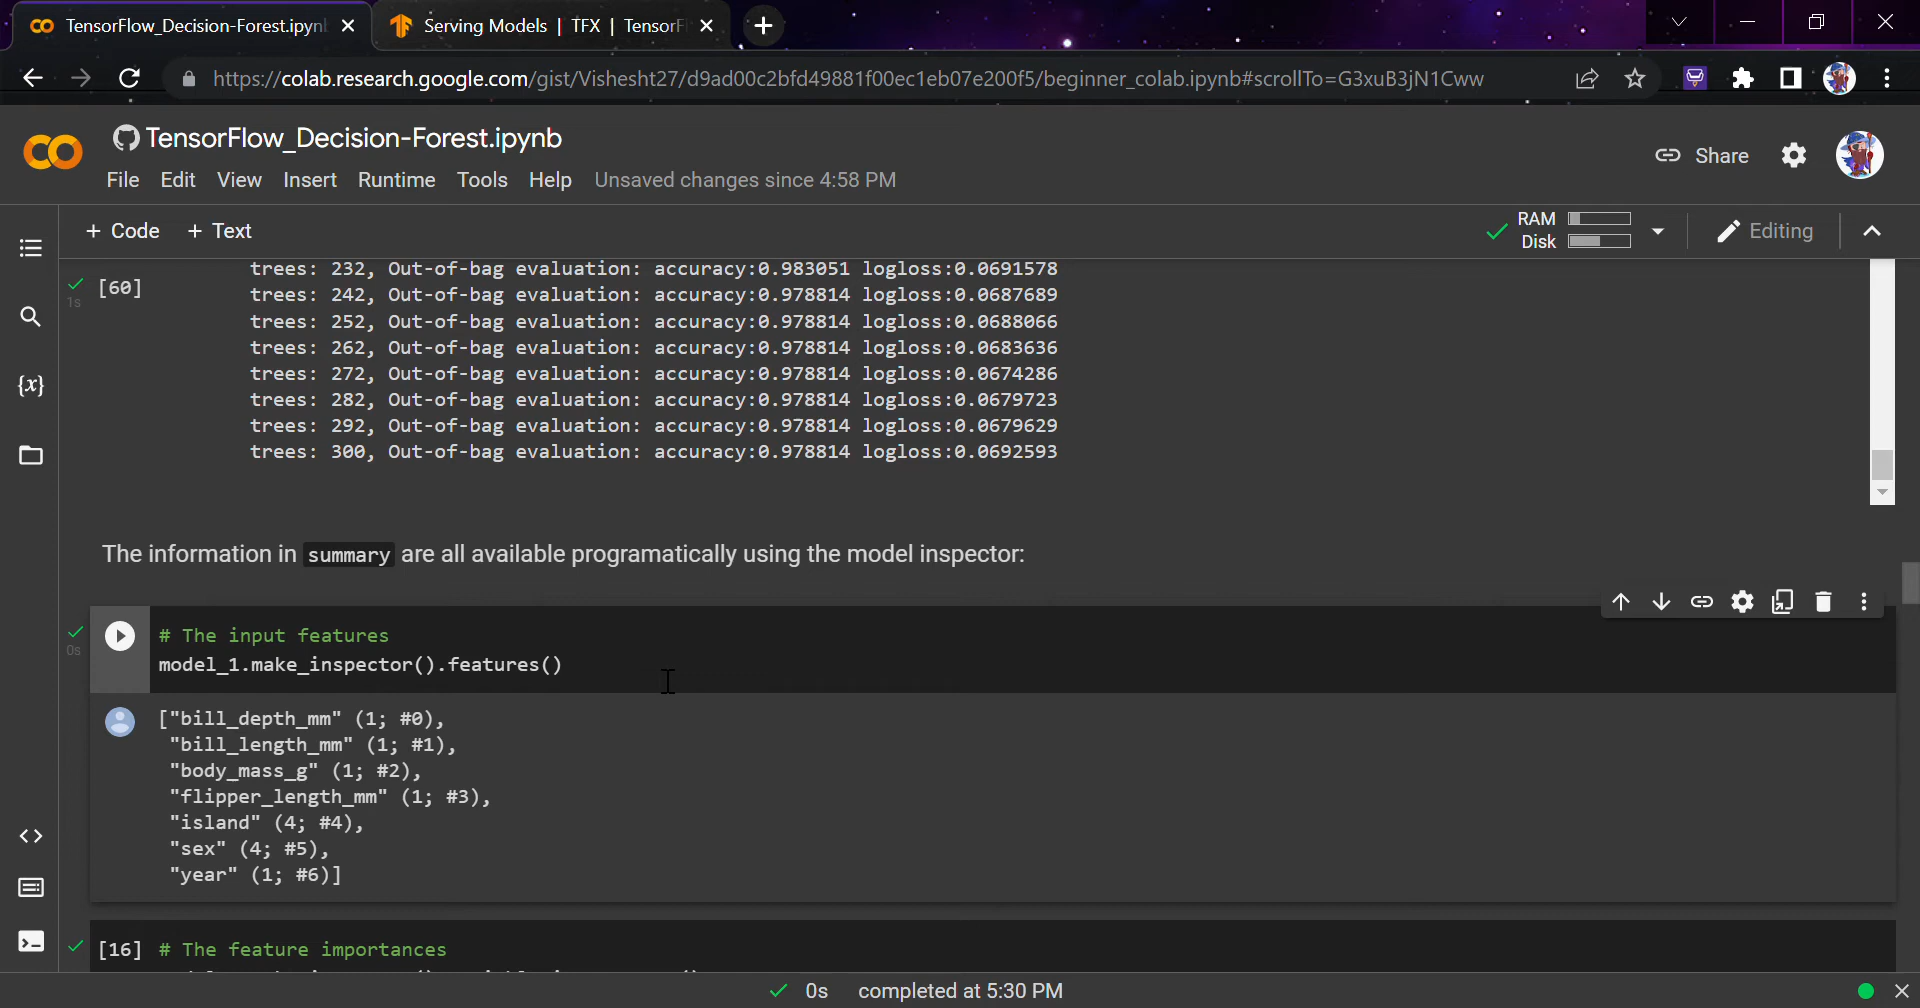 TensorFlow_Decision-Forest.ipyn
Serving Models | TFX | TensorF
https://colab.research.google.com/gist/Vishesht27/d9ad00c2bfd49881f00ec1eb07e200f5/beginner_colab.ipynb#scrollTo=G3xuB3jN1Cww
TensorFlow_Decision-Forest.ipynb
File Edit View Insert Runtime Tools Help Unsaved changes since 4:58 PM
Share
+ Code + Text
RAM
Disk
Editing
[60]
1s
trees: 232, Out-of-bag evaluation: accuracy:0.983051 logloss:0.0691578
trees: 242, Out-of-bag evaluation: accuracy:0.978814 logloss:0.0687689
trees: 252, Out-of-bag evaluation: accuracy:0.978814 logloss:0.0688066
trees: 262, Out-of-bag evaluation: accuracy:0.978814 logloss:0.0683636
trees: 272, Out-of-bag evaluation: accuracy:0.978814 logloss:0.0674286
trees: 282, Out-of-bag evaluation: accuracy:0.978814 logloss:0.0679723
trees: 292, Out-of-bag evaluation: accuracy:0.978814 logloss:0.0679629
trees: 300, Out-of-bag evaluation: accuracy:0.978814 logloss:0.0692593
The information in summary are all available programatically using the model inspector:
0s
# The input features
model_1.make_inspector().features()
["bill_depth_mm" (1; #0),
"bill_length_mm" (1; #1),
"body_mass_g" (1; #2),
"flipper_length_mm" (1; #3),
"island" (4; #4),
"sex" (4; #5),
"year" (1; #6)]
[16] # The feature importances
0s completed at 5:30 PM